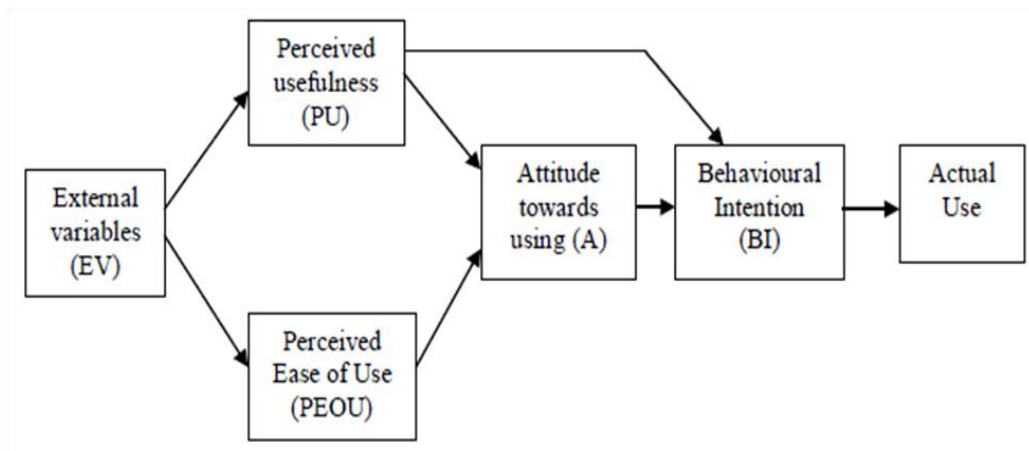 Perceived
usefulness
(PU)
External
variables
(EV)
Attitude
towards
using (A)
Behavioural
Intention
(BI)
Actual
Use
Perceived
Ease of Use
(PEOU)